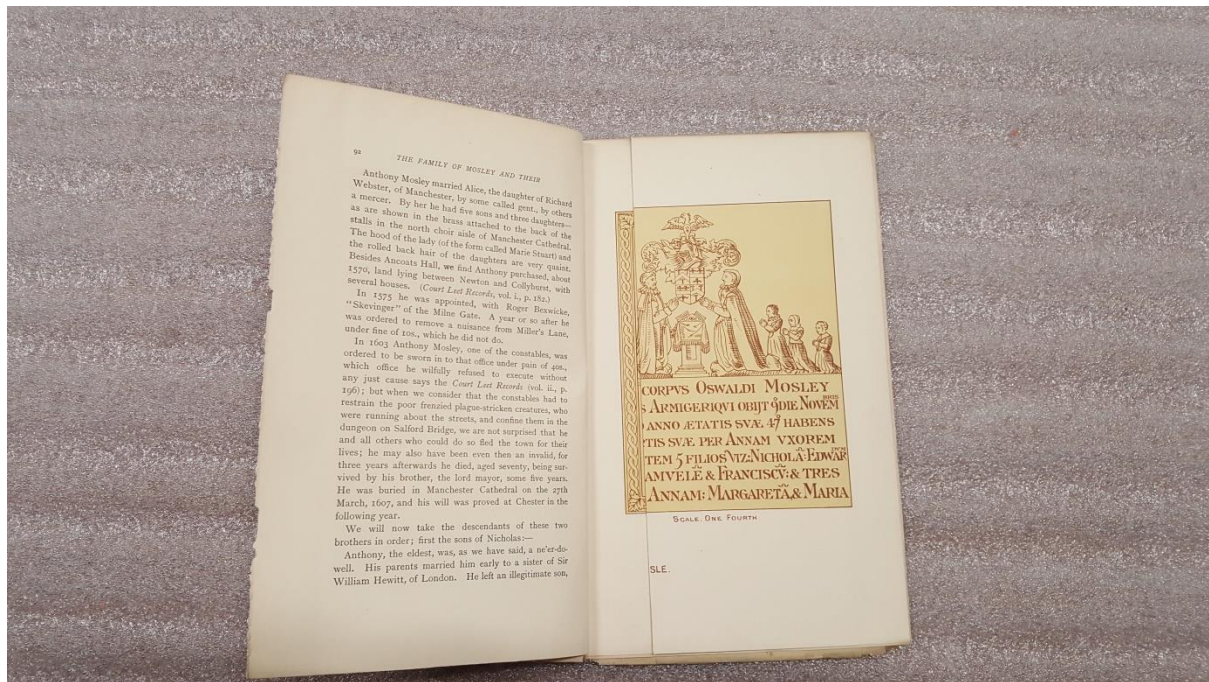 92
THE FAMILY OF MOSLEY AND THEIR
Anthony Mosley married Alice, the daughter of Richard
Webster, of Manchester, by some called gent., by others
a mercer. By her he had five sons and three daughters—
as are shown in the brass attached to the back of the
stalls in the north choir aisle of Manchester Cathedral.
The hood of the lady (of the form called Marie Stuart) and
the rolled back hair of the daughters are very quaint.
Besides Ancoats Hall, we find Anthony purchased, about
1570, land lying between Newton and Collyhurst, with
several houses. (Court Leet Records, vol. i., p. 182.)
In 1575 he was appointed, with Roger Bexwicke,
"Skevinger" of the Milne Gate. A year or so after he
was ordered to remove a nuisance from Miller's Lane,
under fine of 10s., which he did not do.
In 1603 Anthony Mosley, one of the constables, was
ordered to be sworn in to that office under pain of 40s.,
which office he wilfully refused to execute without
any just cause says the Court Leet Records (vol. ii., p.
196); but when we consider that the constables had to
restrain the poor frenzied plague-stricken creatures, who
were running about the streets, and confine them in the
dungeon on Salford Bridge, we are not surprised that he
and all others who could do so fled the town for their
lives; he may also have been even then an invalid, for
three years afterwards he died, aged seventy, being sur-
vived by his brother, the lord mayor, some five years.
He was buried in Manchester Cathedral on the 27th
March, 1607, and his will was proved at Chester in the
following year.
We will now take the descendants of these two
brothers in order; first the sons of Nicholas:—
Anthony, the eldest, was, as we have said, a ne'er-do-
well. His parents married him early to a sister of Sir
William Hewitt, of London. He left an illegitimate son,
CORPVS OSWALDI MOSLEY
S ARMIGERI QVI OBIJT 9 DIE NOVEM
ANNO ÆTATIS SVÆ 47 HABENS
TIS SVÆ PER ANNAM VXOREM
TEM 5 FILIOS VIZ: NICHOLĀ: EDWAR
AMVELĒ & FRANCISCV̄: & TRES
ANNAM: MARGARETĀ & MARIA
SCALE. ONE FOURTH
SLE.